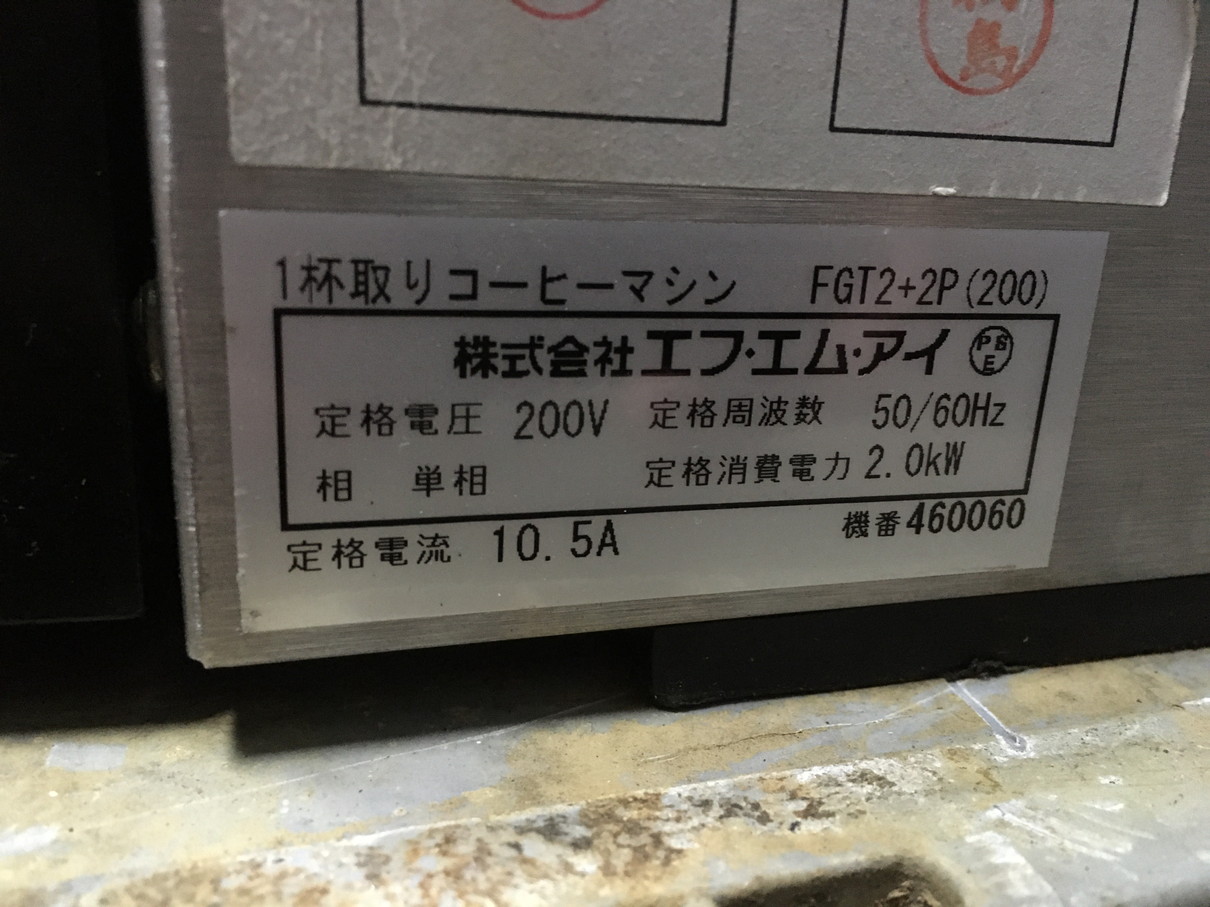 島
1杯取りコーヒーマシン FGT2+2P(200)
株式会社エフ・エム・アイ PSE
定格電圧 200V 定格周波数 50/60Hz
相 単相 定格消費電力 2.0kW
定格電流 10.5A 機番460060